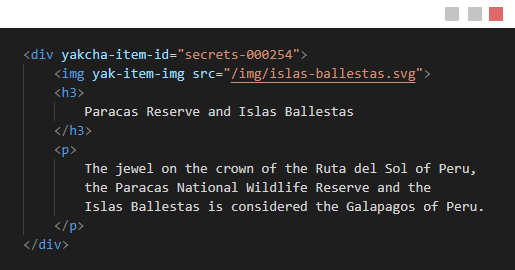 <div yakcha-item-id="secrets-000254">
<img yak-item-img src="/img/islas-ballestas.svg">
<h3>
Paracas Reserve and Islas Ballestas
</h3>
<p>
The jewel on the crown of the Ruta del Sol of Peru,
the Paracas National Wildlife Reserve and the
Islas Ballestas is considered the Galapagos of Peru.
</p>
</div>